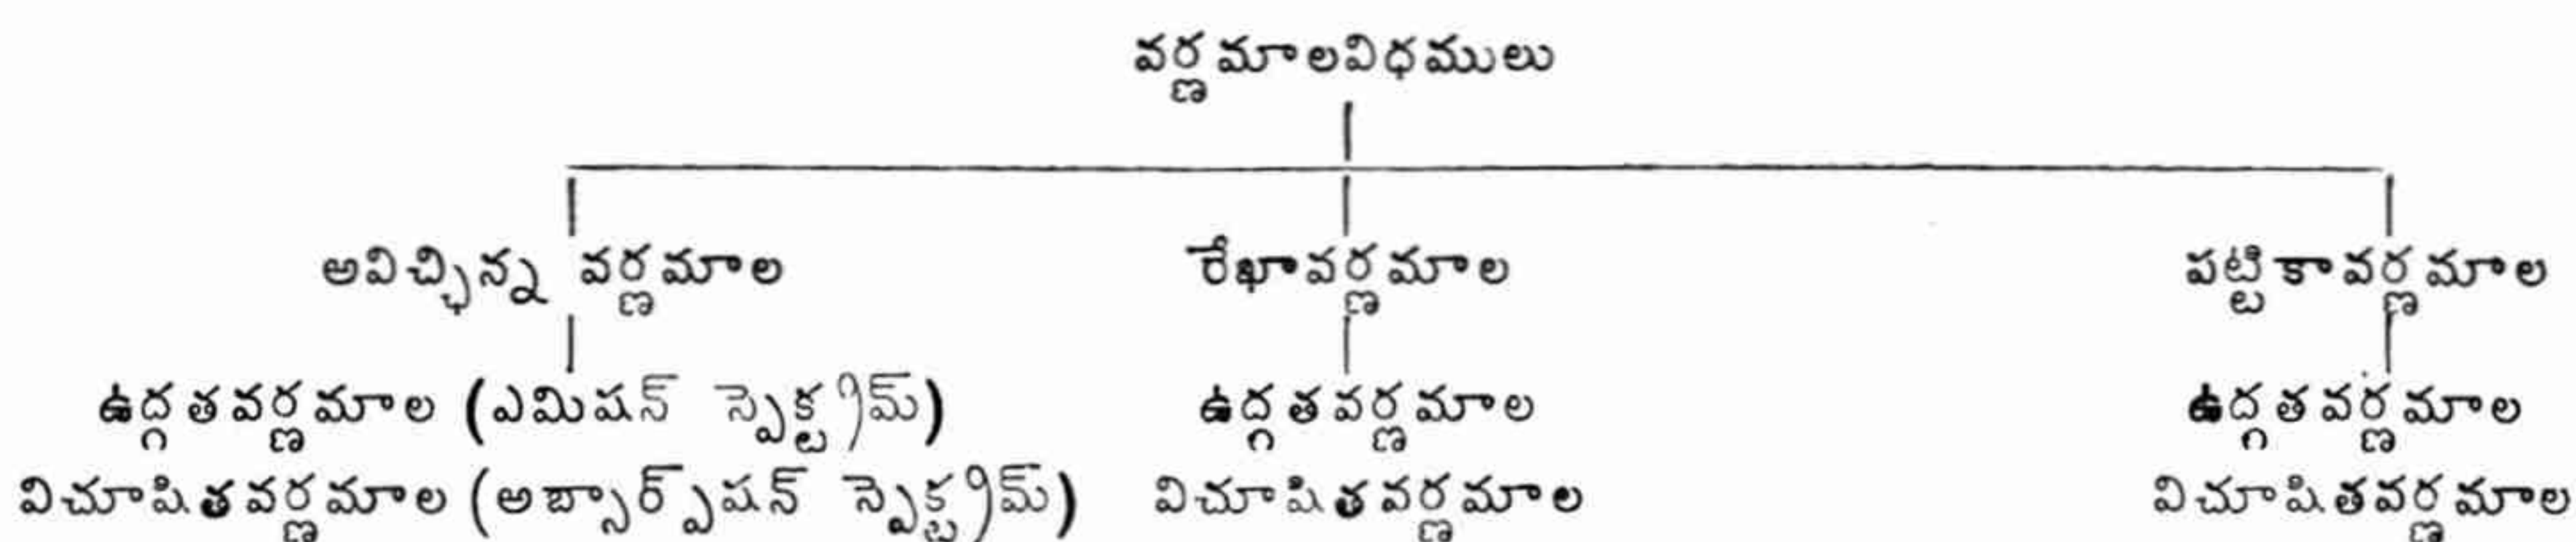 వర్ణమాలవిధములు
అవిచ్ఛిన్న వర్ణమాల రేఖావర్ణమాల పట్టికావర్ణమాల
ఉద్గతవర్ణమాల (ఎమిషన్ స్పెక్ట్రమ్) ఉద్గతవర్ణమాల ఉద్గతవర్ణమాల
విచూషితవర్ణమాల (అబ్సార్ప్షన్ స్పెక్ట్రమ్) విచూషితవర్ణమాల విచూషితవర్ణమాల